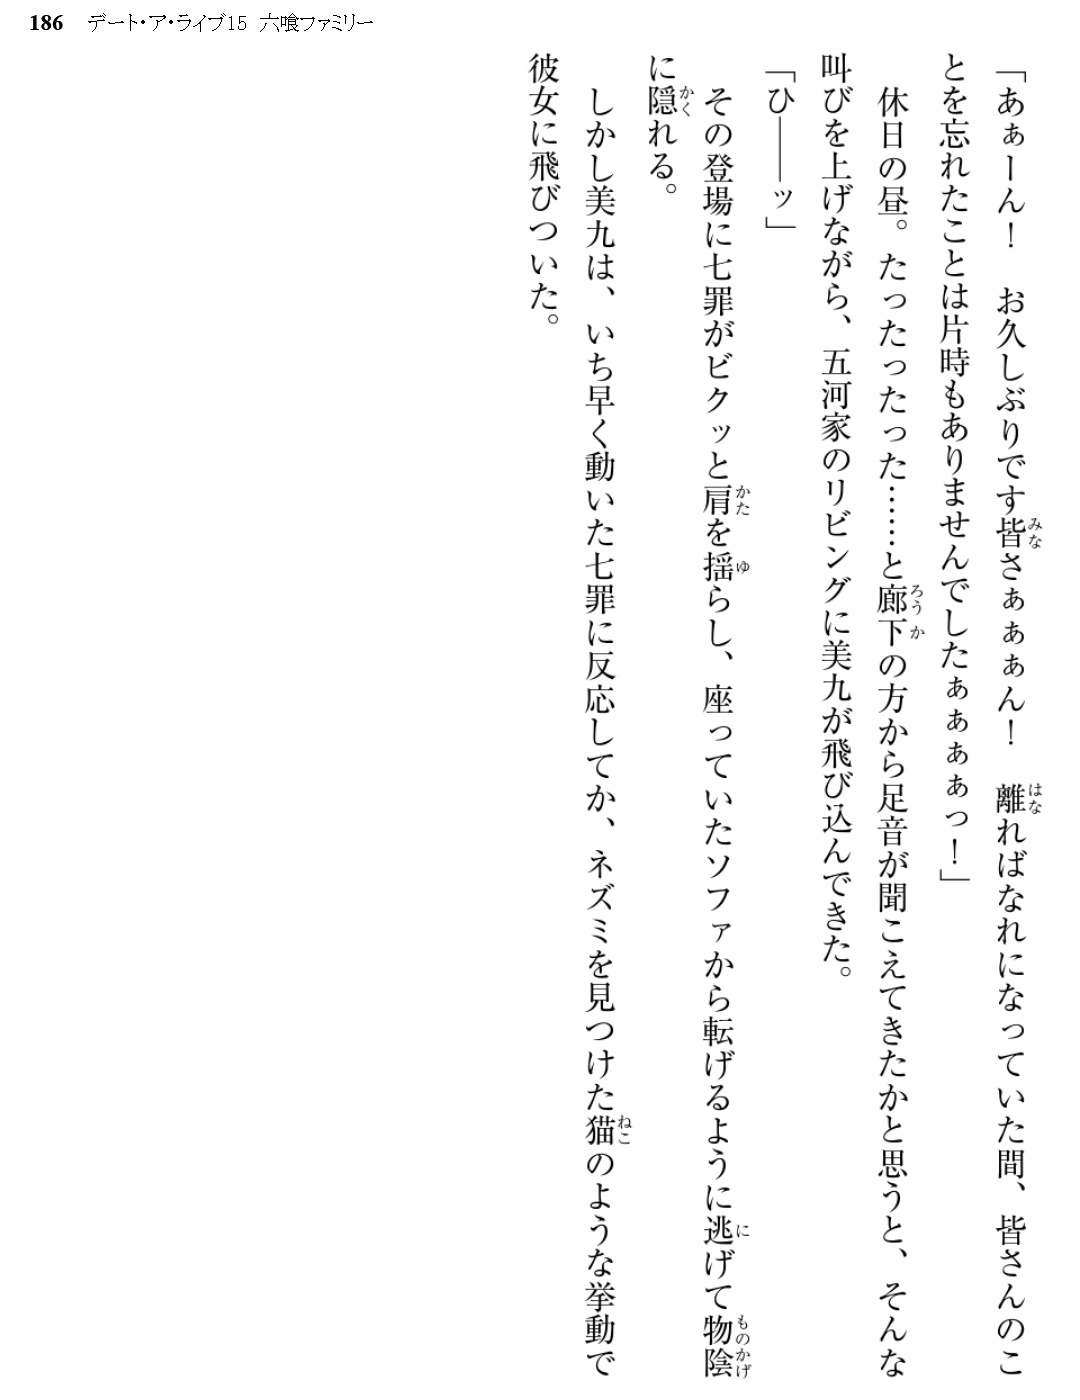 186 デート・ア・ライブ15 六喰ファミリー
「あぁーん！　お久しぶりです皆さぁぁぁん！　離ればなれになっていた間、皆さんのこ
とを忘れたことは片時もありませんでしたぁぁぁぁっ！」
　休日の昼。たったったったった……と廊下の方から足音が聞こえてきたかと思うと、そんな
叫びを上げながら、五河家のリビングに美九が飛び込んできた。
「ひ――ッ」
　その登場に七罪がビクッと肩を揺らし、座っていたソファから転げるように逃げて物陰
に隠れる。
　しかし美九は、いち早く動いた七罪に反応してか、ネズミを見つけた猫のような挙動で
彼女に飛びついた。